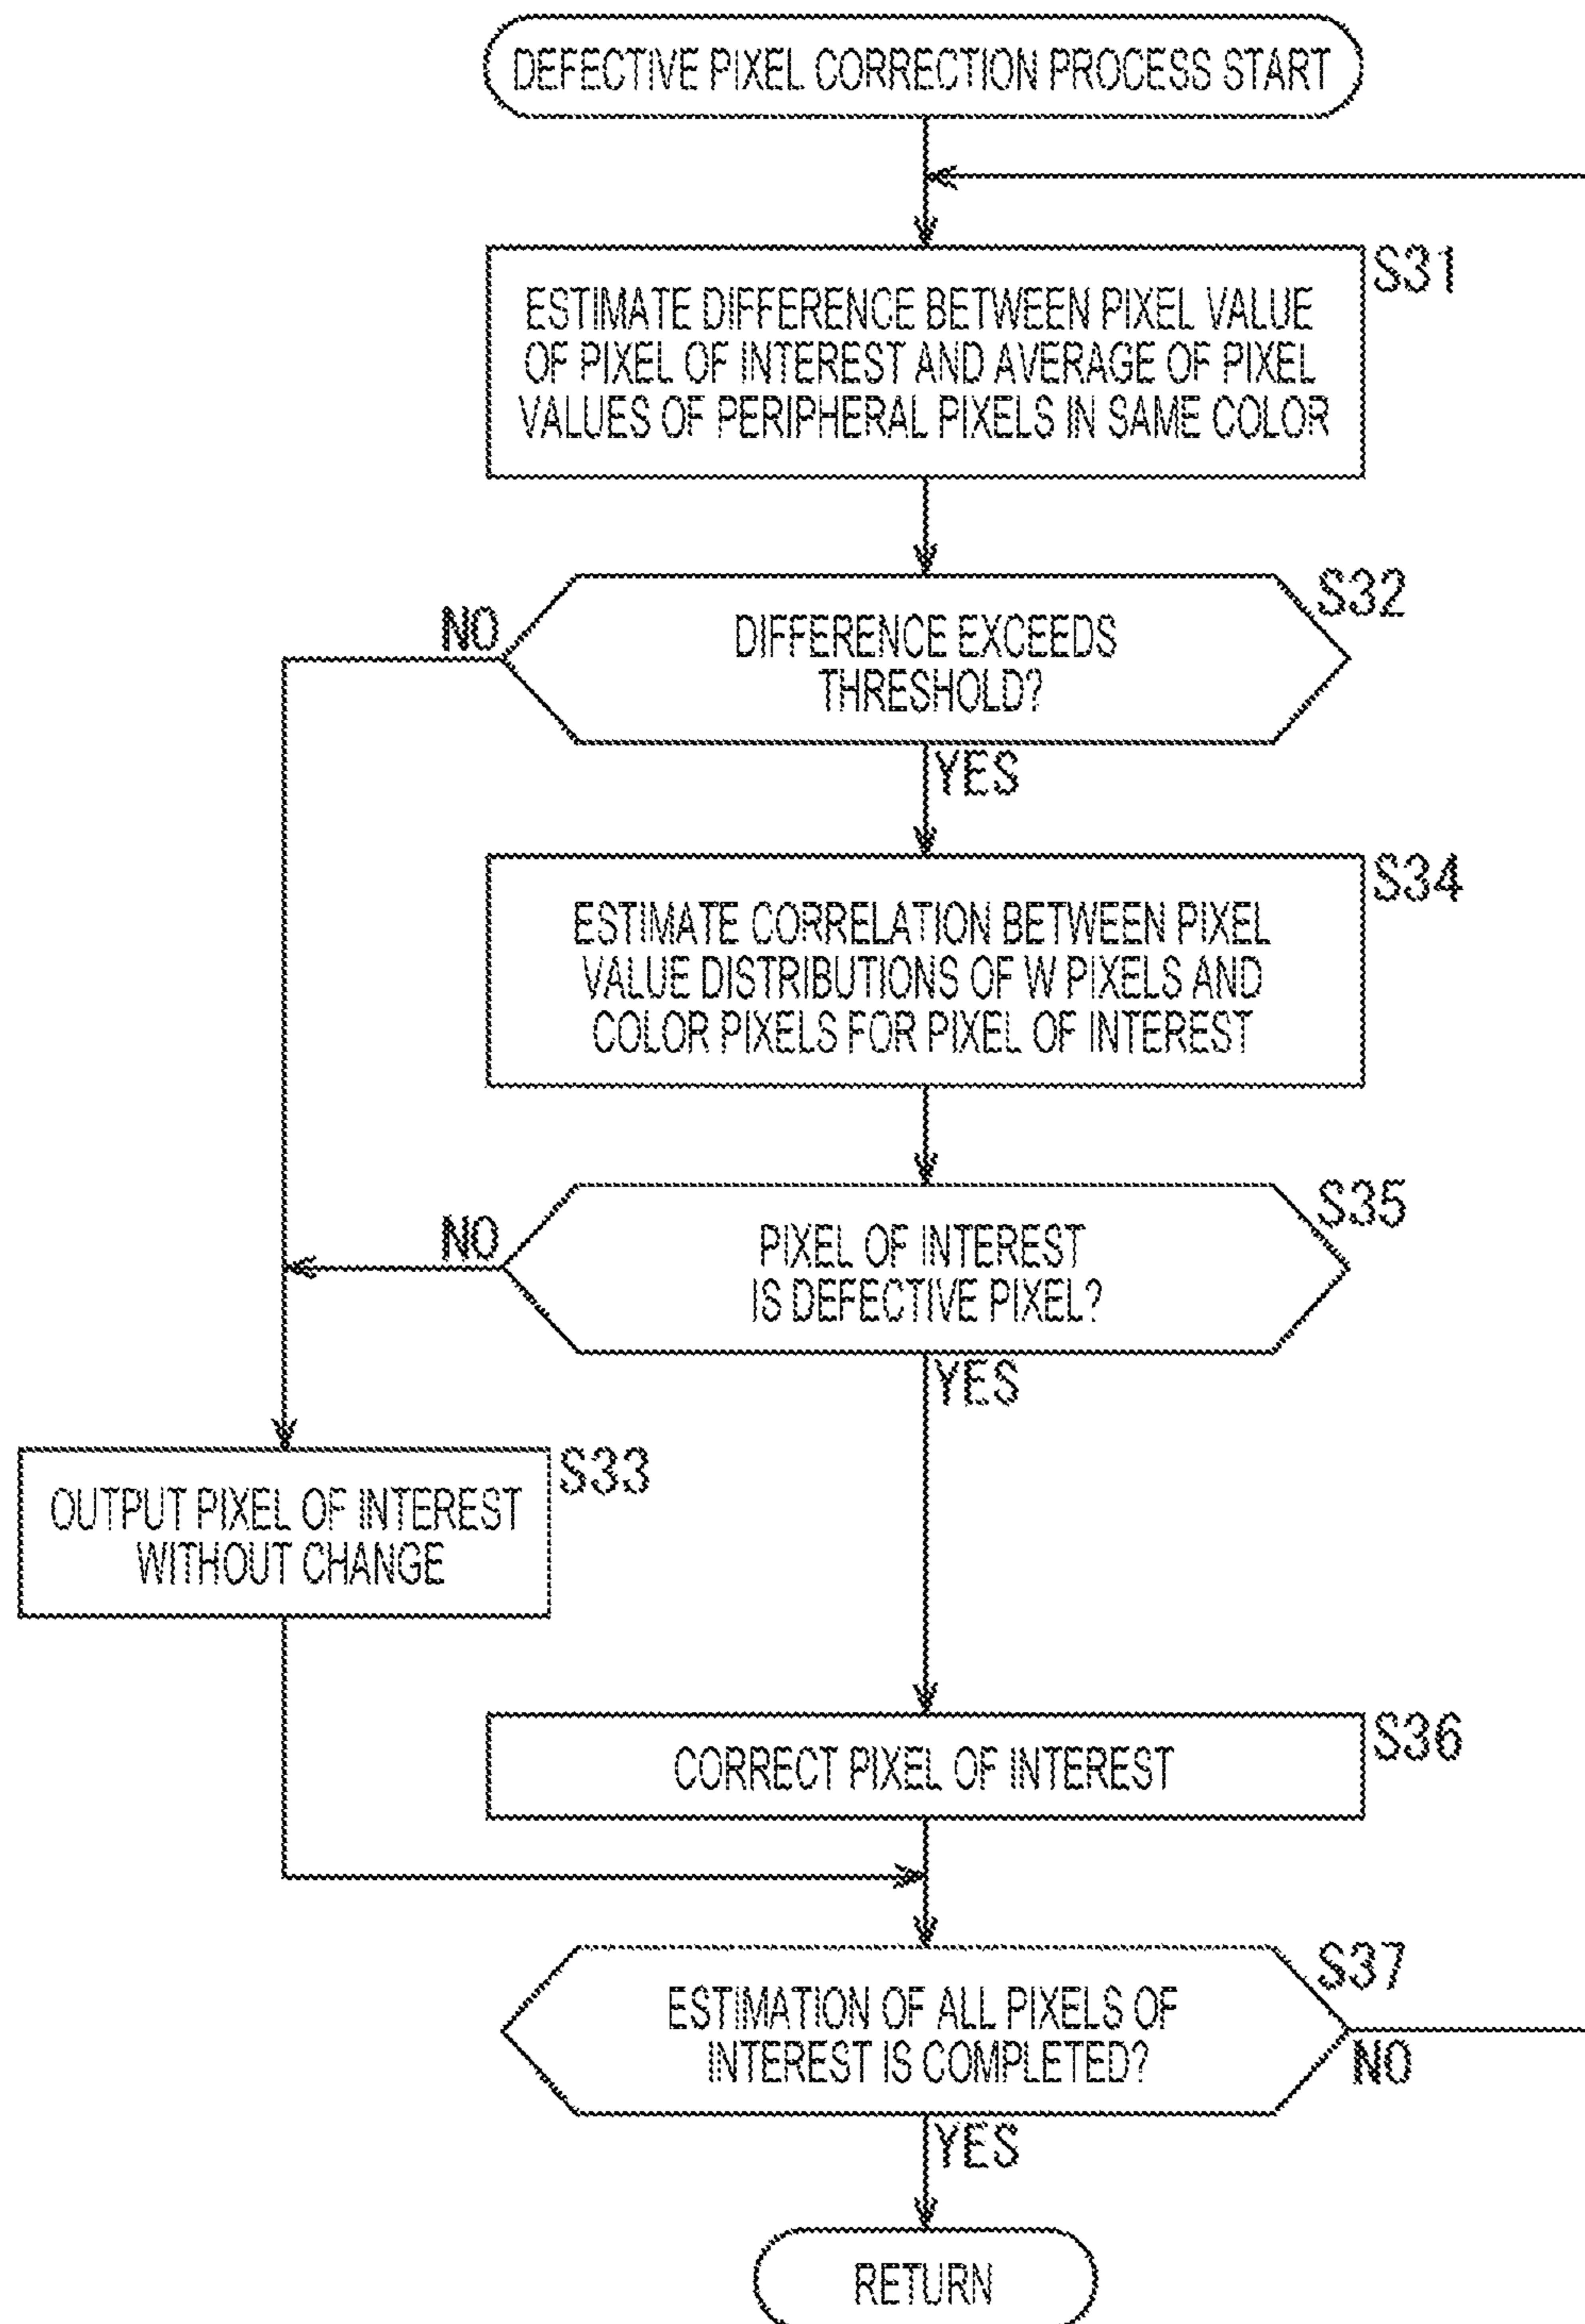 DEFECTIVE PIXEL CORRECTION PROCESS START
S31
ESTIMATE DIFFERENCE BETWEEN PIXEL VALUE
OF PIXEL OF INTEREST AND AVERAGE OF PIXEL
VALUES OF PERIPHERAL PIXELS IN SAME COLOR
S32
NO
DIFFERENCE EXCEEDS
THRESHOLD?
YES
S34
ESTIMATE CORRELATION BETWEEN PIXEL
VALUE DISTRIBUTIONS OF W PIXELS AND
COLOR PIXELS FOR PIXEL OF INTEREST
S35
NO
PIXEL OF INTEREST
IS DEFECTIVE PIXEL?
YES
S33
OUTPUT PIXEL OF INTEREST
WITHOUT CHANGE
S36
CORRECT PIXEL OF INTEREST
S37
ESTIMATION OF ALL PIXELS OF
INTEREST IS COMPLETED?
NO
YES
RETURN